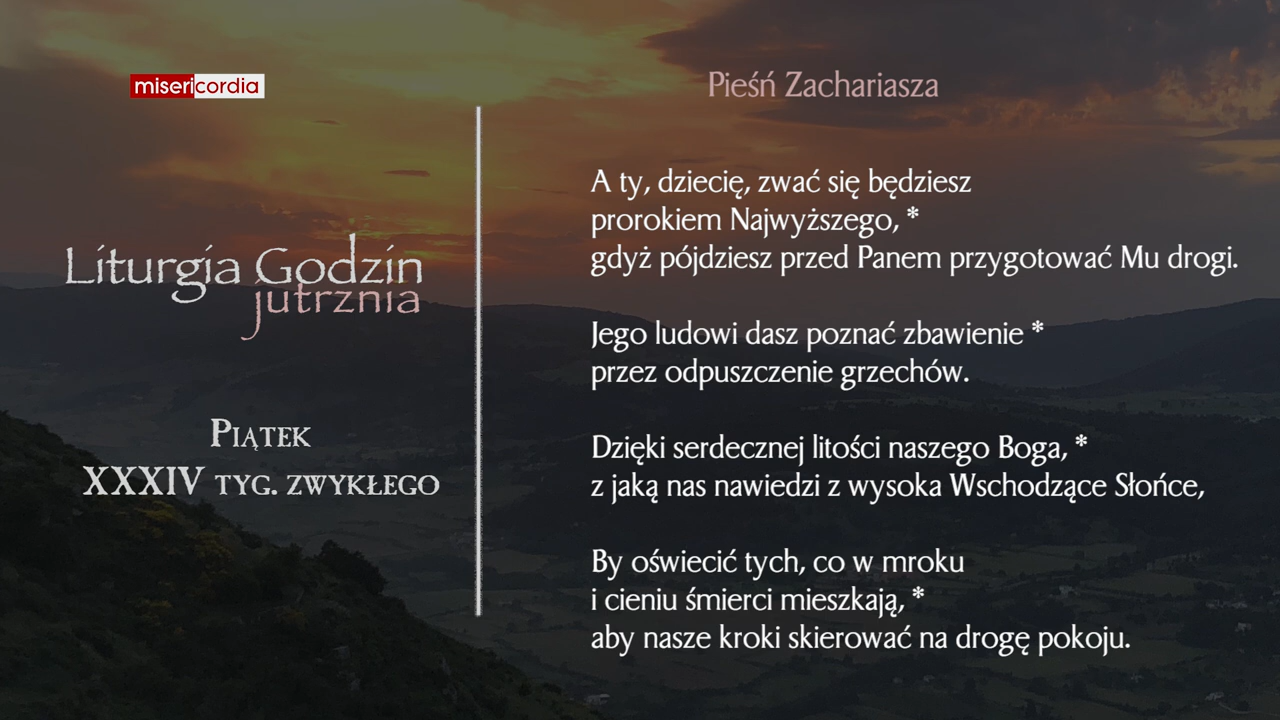 misericordia
Liturgia Godzin
jutrznia
Piątek
XXXIV tyg. zwykłego
Pieśń Zachariasza
A ty, dziecię, zwać się będziesz
prorokiem Najwyższego, *
gdyż pójdziesz przed Panem przygotować Mu drogi.
Jego ludowi dasz poznać zbawienie *
przez odpuszczenie grzechów.
Dzięki serdecznej litości naszego Boga, *
z jaką nas nawiedzi z wysoka Wschodzące Słońce,
By oświecić tych, co w mroku
i cieniu śmierci mieszkają, *
aby nasze kroki skierować na drogę pokoju.